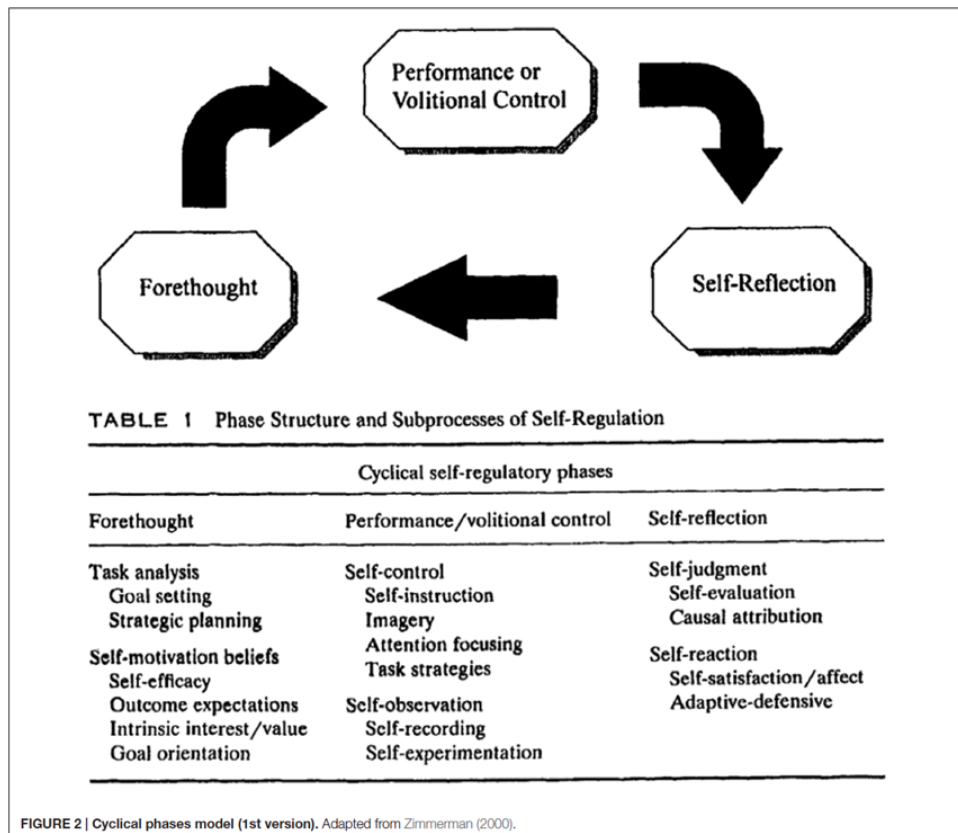 Performance or
Volitional Control
Forethought
Self-Reflection
TABLE 1 Phase Structure and Subprocesses of Self-Regulation
Cyclical self-regulatory phases
Forethought Performance/volitional control Self-reflection
Task analysis Self-control Self-judgment
Goal setting Self-instruction Self-evaluation
Strategic planning Imagery Causal attribution
Attention focusing
Self-motivation beliefs Self-reaction
Self-efficacy Task strategies Self-satisfaction/affect
Outcome expectations Self-observation Adaptive-defensive
Intrinsic interest/value Self-recording
Goal orientation Self-experimentation
FIGURE 2 | Cyclical phases model (1st version). Adapted from Zimmerman (2000).